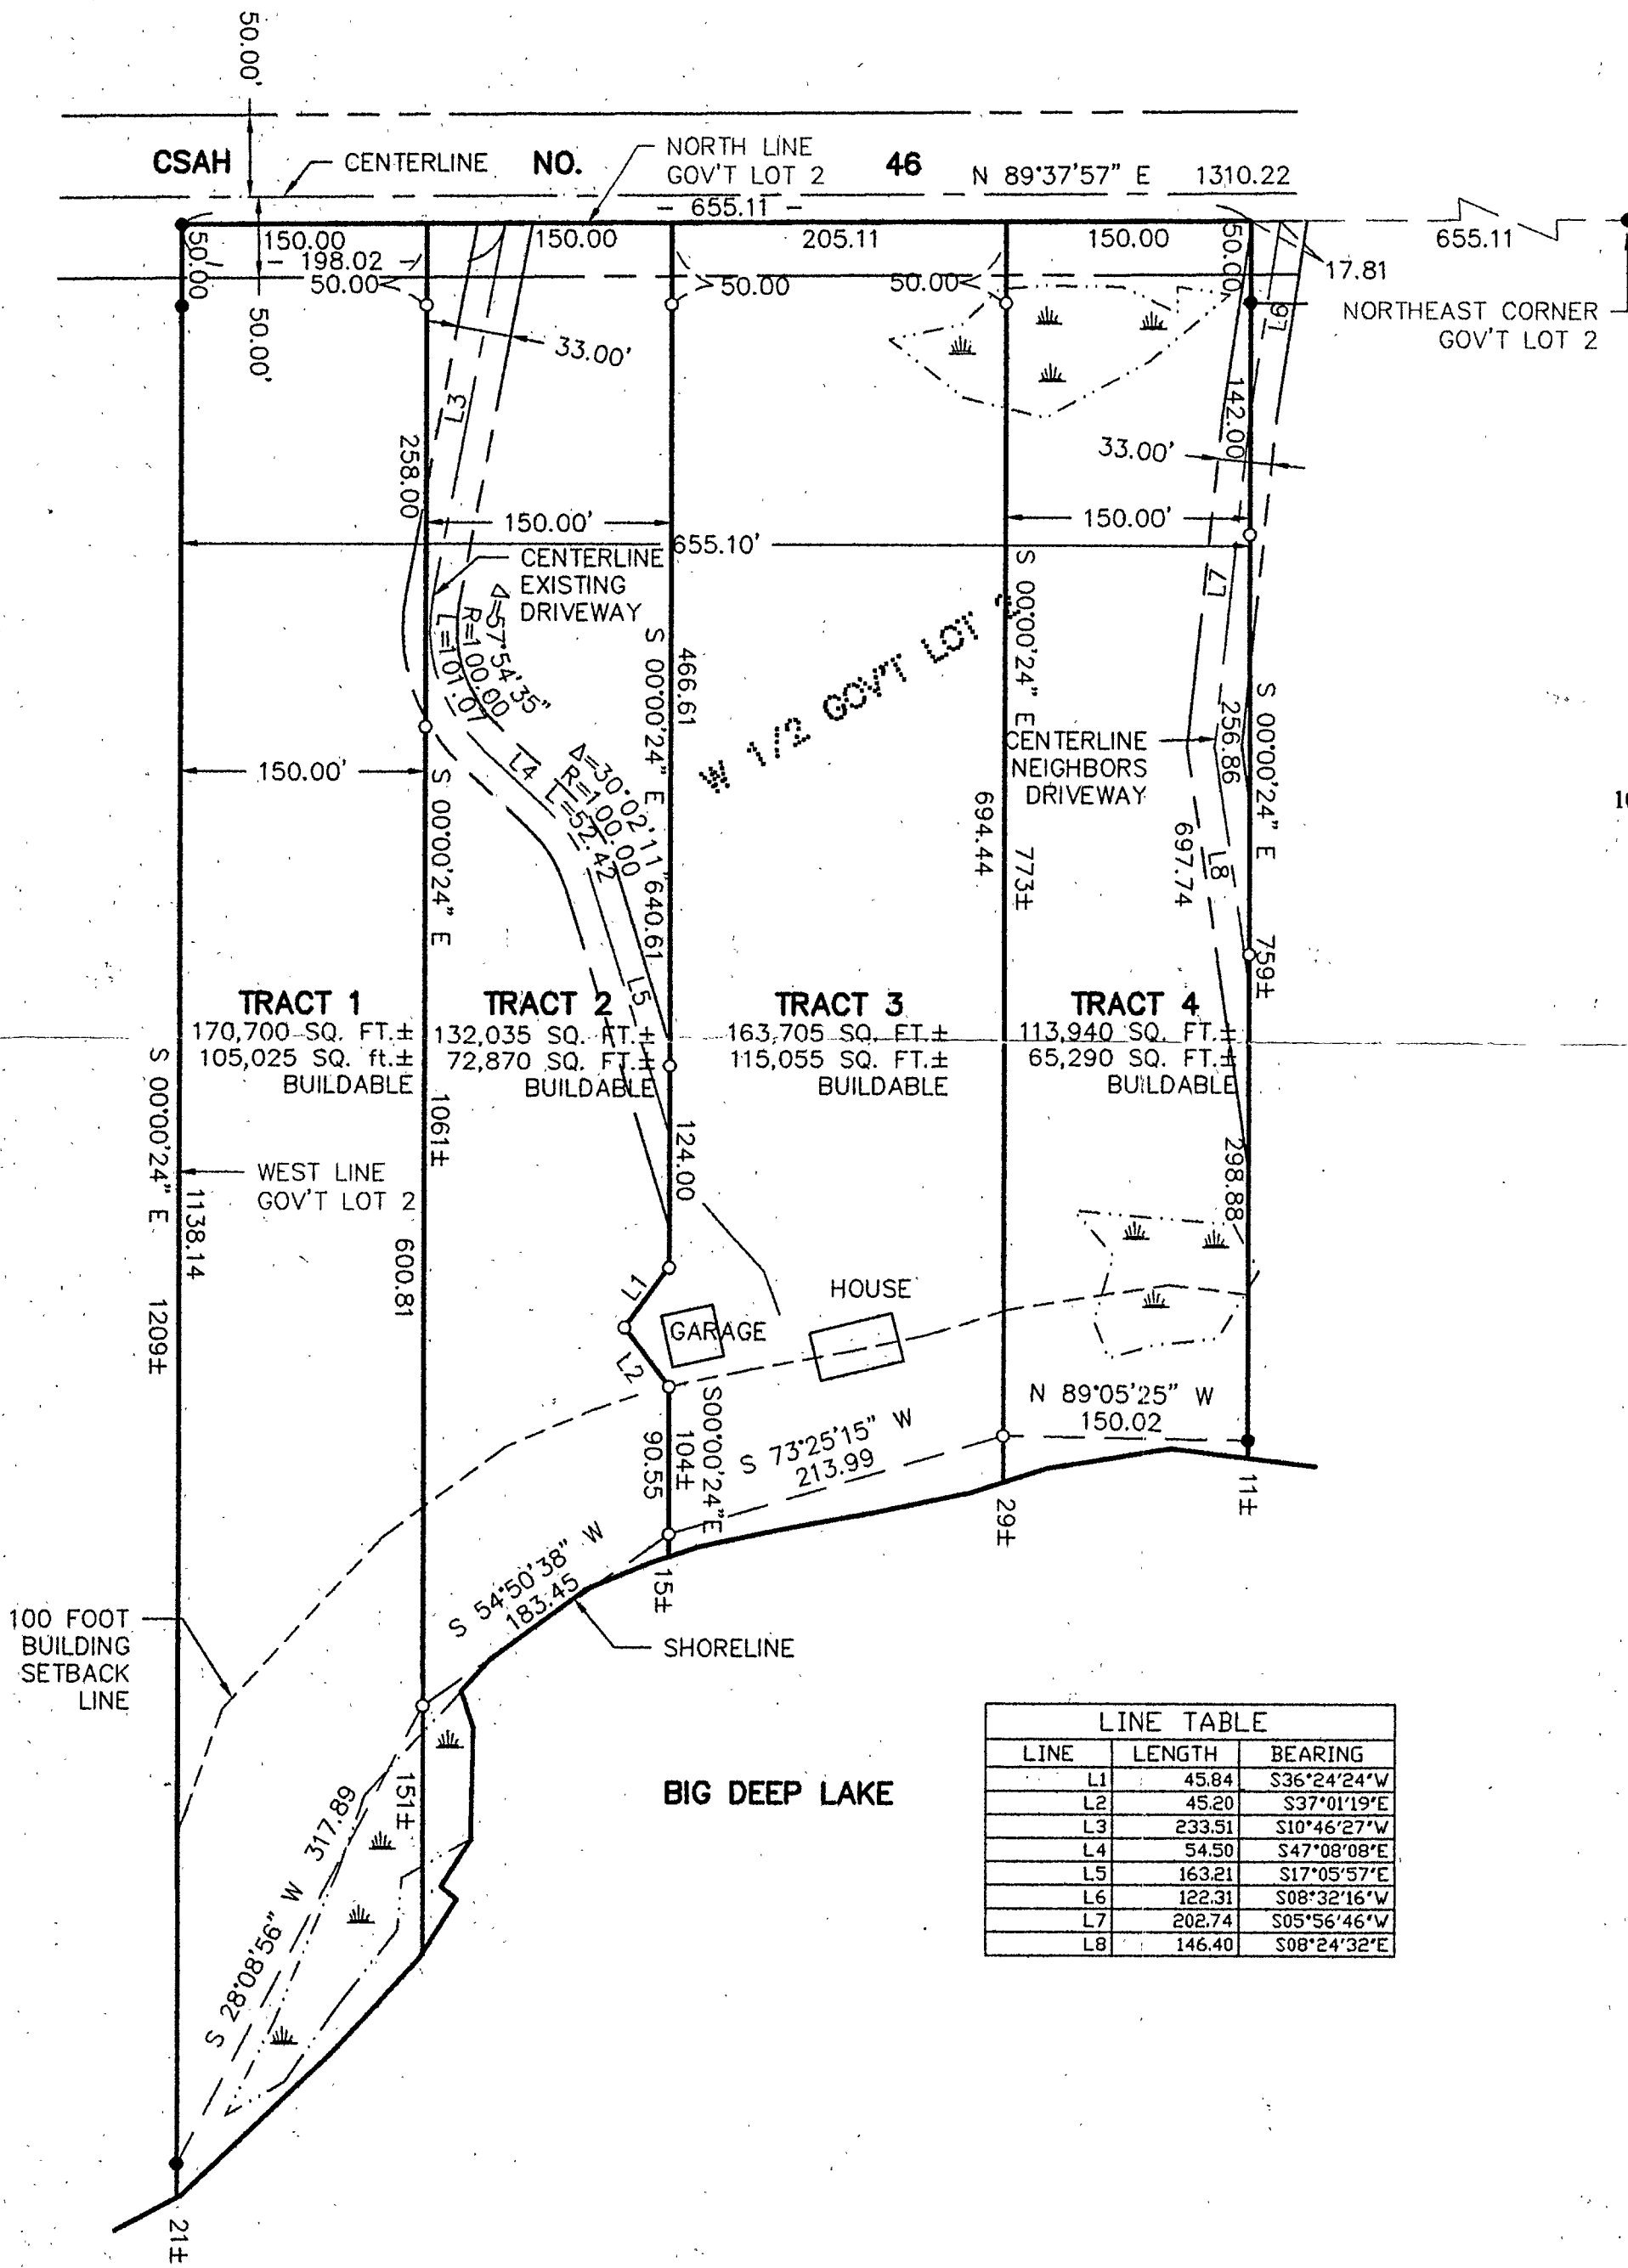 50.00'
CSAH
CENTERLINE
NO.
NORTH LINE
GOV'T LOT 2
46
N 89°37'57" E
1310.22
- 655.11 -
655.11
150.00
- 198.02 -
150.00
205.11
150.00
50.00
50.00
50.00
50.00
50.00
17.81
NORTHEAST CORNER
GOV'T LOT 2
50.00'
33.00'
L3
L6
142.00
33.00'
258.00
150.00'
150.00'
655.10'
CENTERLINE
EXISTING
DRIVEWAY
Δ=57°54'35"
R=100.00
L=101.07
S 00°00'24" E
466.61
W 1/2 GOV'T LOT
S 00°00'24" E
L7
256.86
S 00°00'24" E
CENTERLINE
NEIGHBORS
DRIVEWAY
150.00'
S 00°00'24" E
L4
Δ=30°02'11"
R=100.00
L=52.42
640.61
694.44
773±
697.74
L8
759±
L5
TRACT 1
170,700 SQ. FT.±
105,025 SQ. ft.±
BUILDABLE
TRACT 2
132,035 SQ. FT.±
72,870 SQ. FT.±
BUILDABLE
TRACT 3
163,705 SQ. FT.±
115,055 SQ. FT.±
BUILDABLE
TRACT 4
113,940 SQ. FT.±
65,290 SQ. FT.±
BUILDABLE
S 00°00'24" E
1209±
1138.14
WEST LINE
GOV'T LOT 2
1061±
600.81
124.00
298.88
L1
L2
GARAGE
HOUSE
N 89°05'25" W
150.02
S00°00'24"E
104±
90.55
S 73°25'15" W
213.99
11±
29±
15±
S 54°50'38" W
183.45
SHORELINE
100 FOT
BUILDING
SETBACK
LINE
151±
S 28°08'56" W 317.89
21±
BIG DEEP LAKE
LINE TABLE
LINE LENGTH BEARING
L1 45.84 S36°24'24"W
L2 45.20 S37°01'19"E
L3 233.51 S10°46'27"W
L4 54.50 S47°08'08"E
L5 163.21 S17°05'57"E
L6 122.31 S08°32'16"W
L7 202.74 S05°56'46"W
L8 146.40 S08°24'32"E